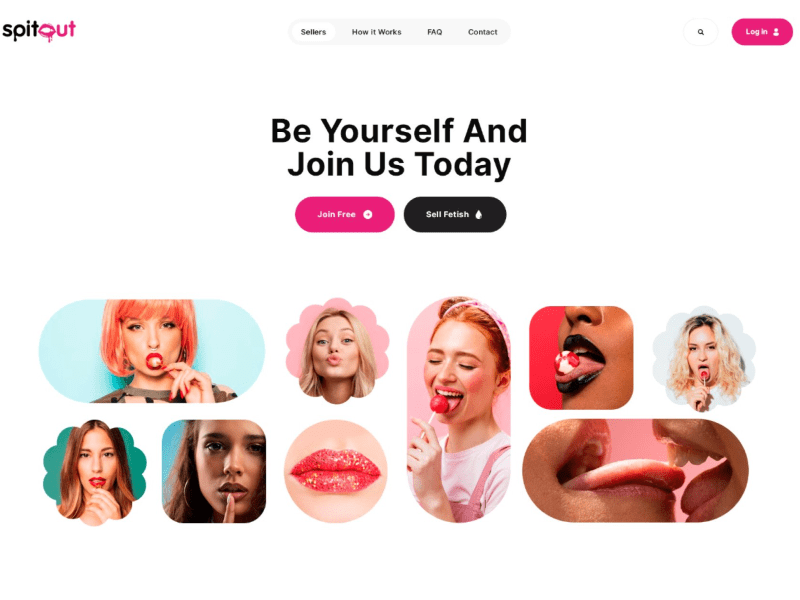 spitout
Sellers
How it Works
FAQ
Contact
Log in
Be Yourself And
Join Us Today
Join Free
Sell Fetish